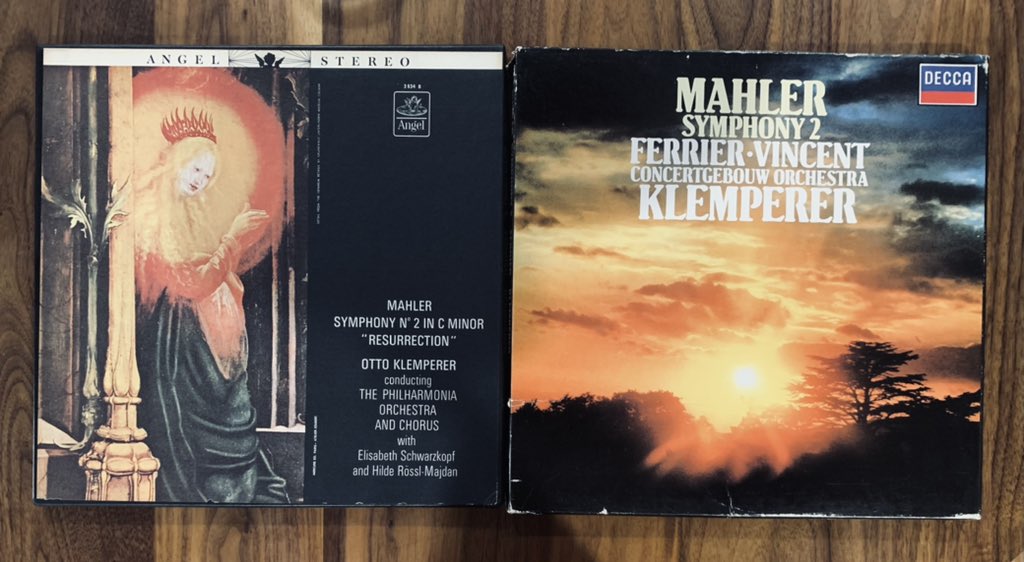 ANGEL STEREO
3634 B
Angel
MAHLER
SYMPHONY Nº 2 IN C MINOR
"RESURRECTION"
OTTO KLEMPERER
conducting
THE PHILHARMONIA
ORCHESTRA
AND CHORUS
with
Elisabeth Schwarzkopf
and Hilde Rössl-Majdan
DECCA
MAHLER
SYMPHONY 2
FERRIER·VINCENT
CONCERTGEBOUW ORCHESTRA
KLEMPERER